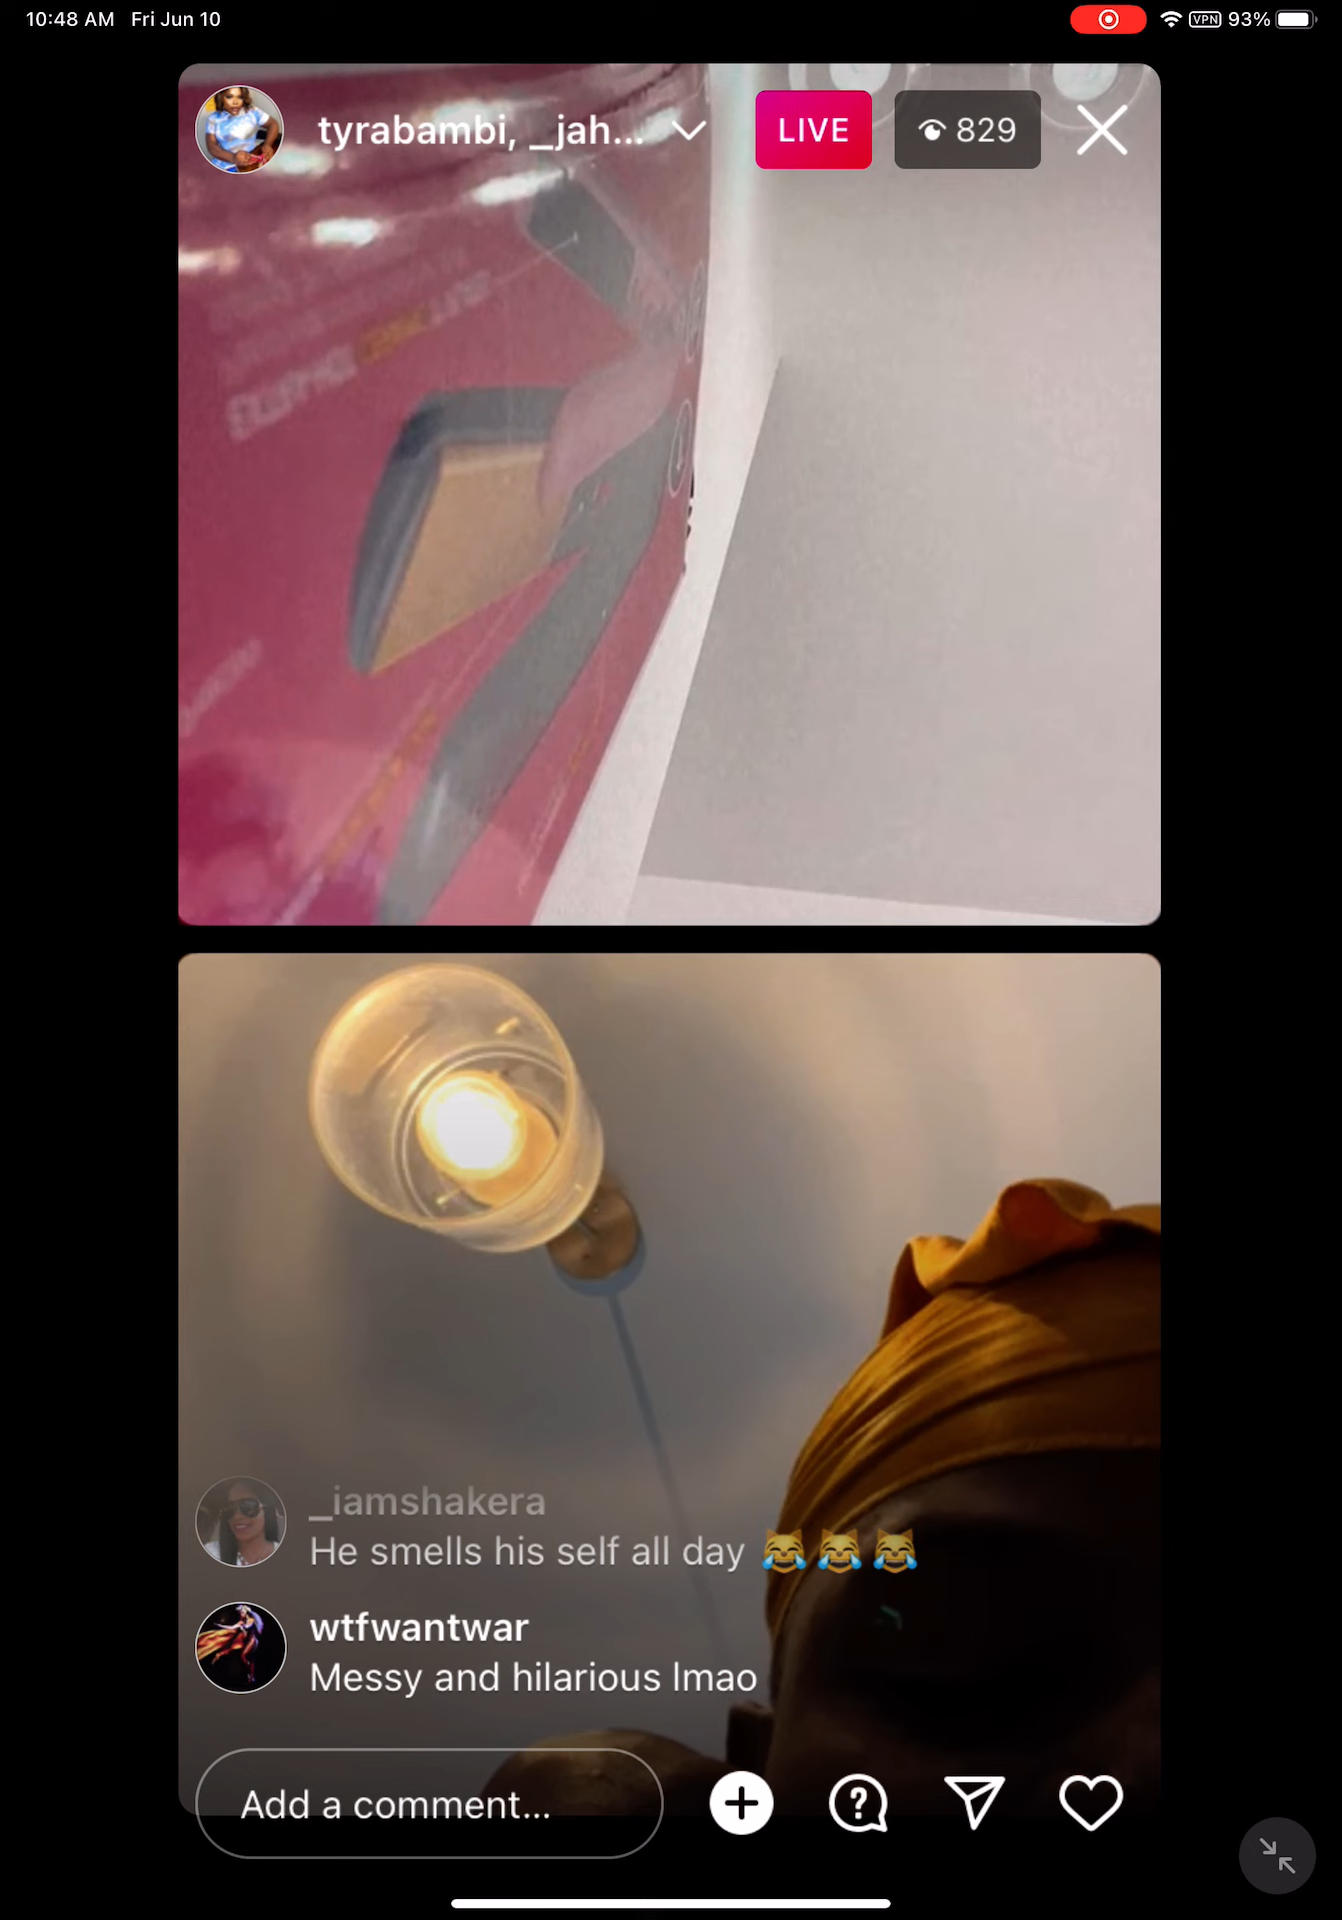 10:48 AM Fri Jun 10
VPN 93%
tyrabambi, _jah...
LIVE
829
_iamshakera
He smells his self all day 😹😹😹
wtfwantwar
Messy and hilarious lmao
Add a comment...